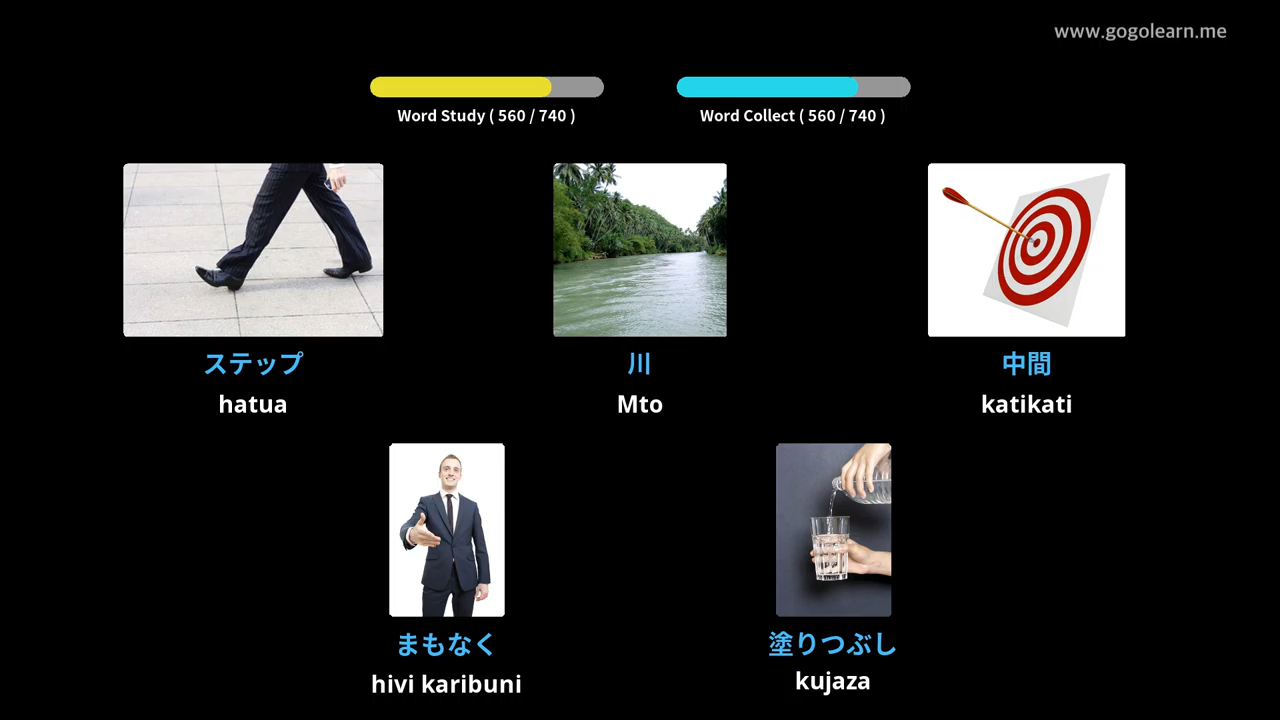 www.gogolearn.me
Word Study ( 560 / 740 )
Word Collect ( 560 / 740 )
ステップ
hatua
川
Mto
中間
katikati
まもなく
hivi karibuni
塗りつぶし
kujaza